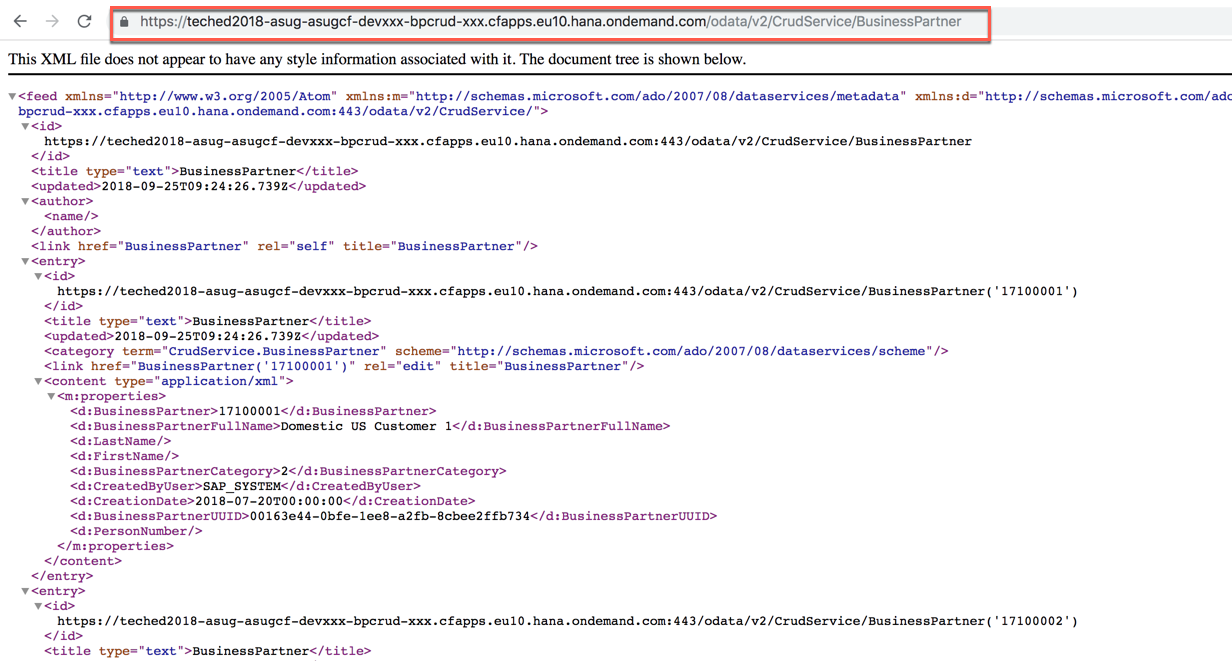 https://teched2018-asug-asugcf-devxxx-bpcrud-xxx.cfapps.eu10.hana.ondemand.com/odata/v2/CrudService/BusinessPartner
This XML file does not appear to have any style information associated with it. The document tree is shown below.
▼<feed xmlns="http://www.w3.org/2005/Atom" xmlns:m="http://schemas.microsoft.com/ado/2007/08/dataservices/metadata" xmlns:d="http://schemas.microsoft.com/ado
bpcrud-xxx.cfapps.eu10.hana.ondemand.com:443/odata/v2/CrudService/">
▼<id>
https://teched2018-asug-asugcf-devxxx-bpcrud-xxx.cfapps.eu10.hana.ondemand.com:443/odata/v2/CrudService/BusinessPartner
</id>
<title type="text">BusinessPartner</title>
<updated>2018-09-25T09:24:26.739Z</updated>
▼<author>
<name/>
</author>
<link href="BusinessPartner" rel="self" title="BusinessPartner"/>
▼<entry>
▼<id>
https://teched2018-asug-asugcf-devxxx-bpcrud-xxx.cfapps.eu10.hana.ondemand.com:443/odata/v2/CrudService/BusinessPartner('17100001')
</id>
<title type="text">BusinessPartner</title>
<updated>2018-09-25T09:24:26.739Z</updated>
<category term="CrudService.BusinessPartner" scheme="http://schemas.microsoft.com/ado/2007/08/dataservices/scheme"/>
<link href="BusinessPartner('17100001')" rel="edit" title="BusinessPartner"/>
▼<content type="application/xml">
▼<m:properties>
<d:BusinessPartner>17100001</d:BusinessPartner>
<d:BusinessPartnerFullName>Domestic US Customer 1</d:BusinessPartnerFullName>
<d:LastName/>
<d:FirstName/>
<d:BusinessPartnerCategory>2</d:BusinessPartnerCategory>
<d:CreatedByUser>SAP_SYSTEM</d:CreatedByUser>
<d:CreationDate>2018-07-20T00:00:00</d:CreationDate>
<d:BusinessPartnerUUID>00163e44-0bfe-1ee8-a2fb-8cbee2ffb734</d:BusinessPartnerUUID>
<d:PersonNumber/>
</m:properties>
</content>
</entry>
▼<entry>
▼<id>
https://teched2018-asug-asugcf-devxxx-bpcrud-xxx.cfapps.eu10.hana.ondemand.com:443/odata/v2/CrudService/BusinessPartner('17100002')
</id>
<title type="text">BusinessPartner</title>